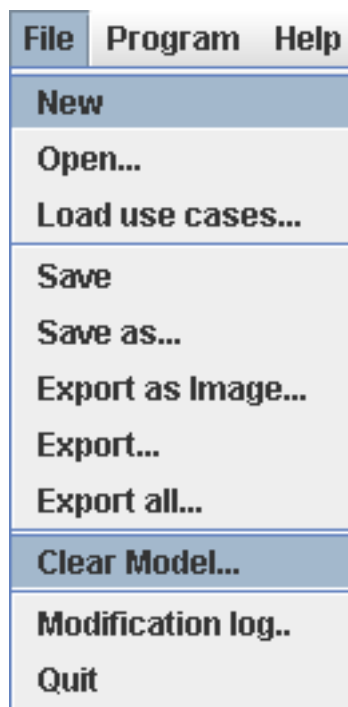 File Program Help
New
Open...
Load use cases...
Save
Save as...
Export as Image...
Export...
Export all...
Clear Model...
Modification log..
Quit